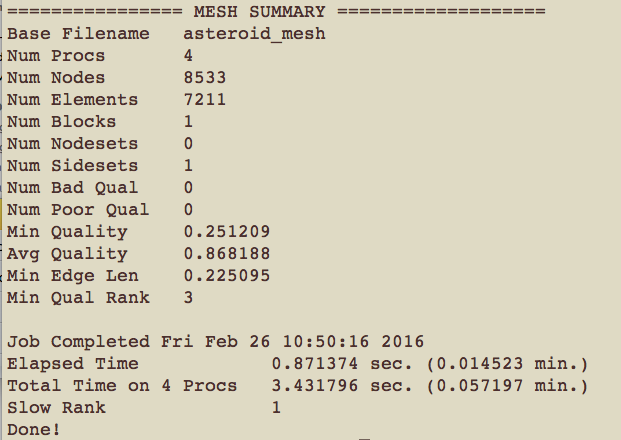 ================ MESH SUMMARY ===================
Base Filename asteroid_mesh
Num Procs 4
Num Nodes 8533
Num Elements 7211
Num Blocks 1
Num Nodesets 0
Num Sidesets 1
Num Bad Qual 0
Num Poor Qual 0
Min Quality 0.251209
Avg Quality 0.868188
Min Edge Len 0.225095
Min Qual Rank 3
Job Completed Fri Feb 26 10:50:16 2016
Elapsed Time 0.871374 sec. (0.014523 min.)
Total Time on 4 Procs 3.431796 sec. (0.057197 min.)
Slow Rank 1
Done!